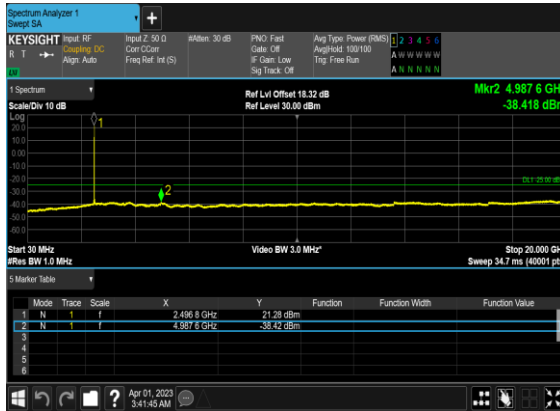 Spectrum Analyzer 1
Swept SA
+
KEYSIGHT
R T
Input: RF
Coupling: DC
Align: Auto
Input Z: 50 Ω
Corr CCorr
Freq Ref: Int (S)
#Atten: 30 dB
PNO: Fast
Gate: Off
IF Gain: Low
Sig Track: Off
Avg Type: Power (RMS)
Avg|Hold: 100/100
Trig: Free Run
1 2 3 4 5 6
A W W W W W
A N N N N N
1 Spectrum
Scale/Div 10 dB
Ref Lvl Offset 18.32 dB
Ref Level 30.00 dBm
Mkr2 4.987 6 GH
-38.418 dBr
Log
20.0
10.0
0.00
-10.0
-20.0
-30.0
-40.0
-50.0
-60.0
1
2
DL1 -25.00 dB
Start 30 MHz
#Res BW 1.0 MHz
Video BW 3.0 MHz*
Stop 20.000 GH
Sweep 34.7 ms (40001 pt
5 Marker Table
Mode Trace Scale X Y Function Function Width Function Value
1 N 1 f 2.496 8 GHz 21.28 dBm
2 N 1 f 4.987 6 GHz -38.42 dBm
3
4
5
6
?
Apr 01, 2023
3:41:45 AM